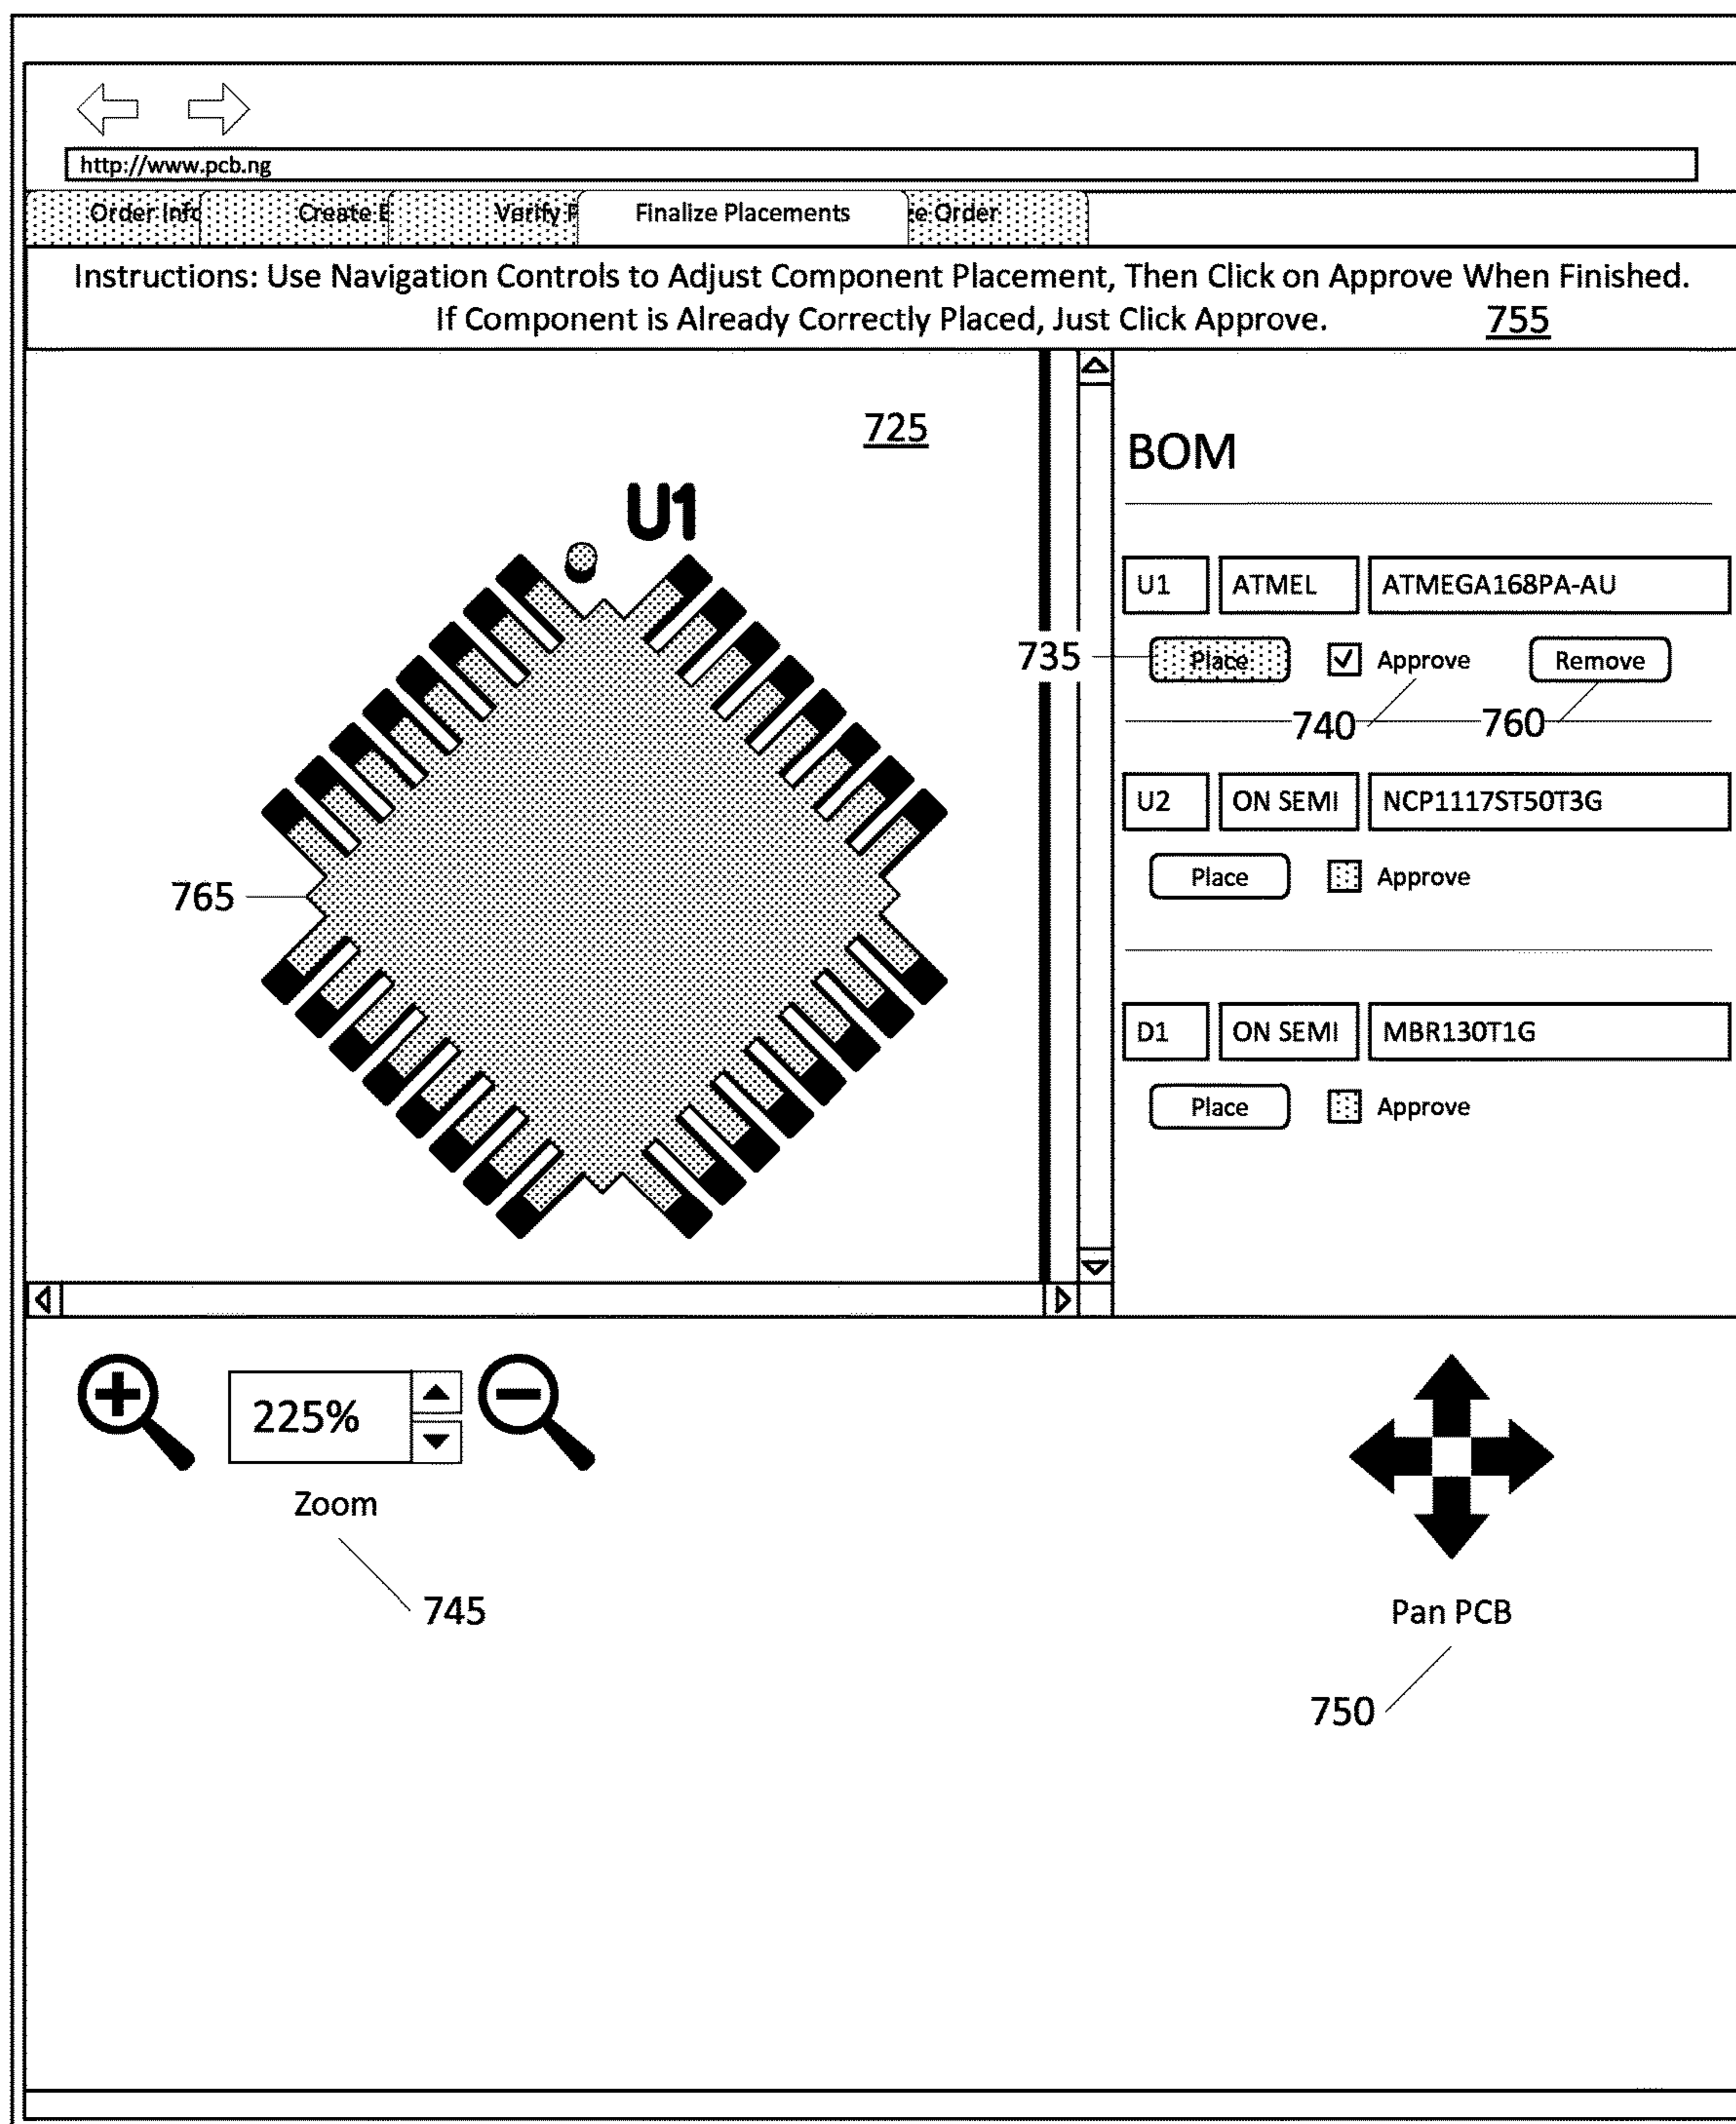 http://www.pcb.ng
Order Info Create Verify Finalize Placements Order
Instructions: Use Navigation Controls to Adjust Component Placement, Then Click on Approve When Finished.
If Component is Already Correctly Placed, Just Click Approve. 755
725
U1
765
BOM
U1 ATMEL ATMEGA168PA-AU
735 Place Approve Remove
740 760
U2 ON SEMI NCP1117ST50T3G
Place Approve
D1 ON SEMI MBR130T1G
Place Approve
225%
Zoom
745
Pan PCB
750